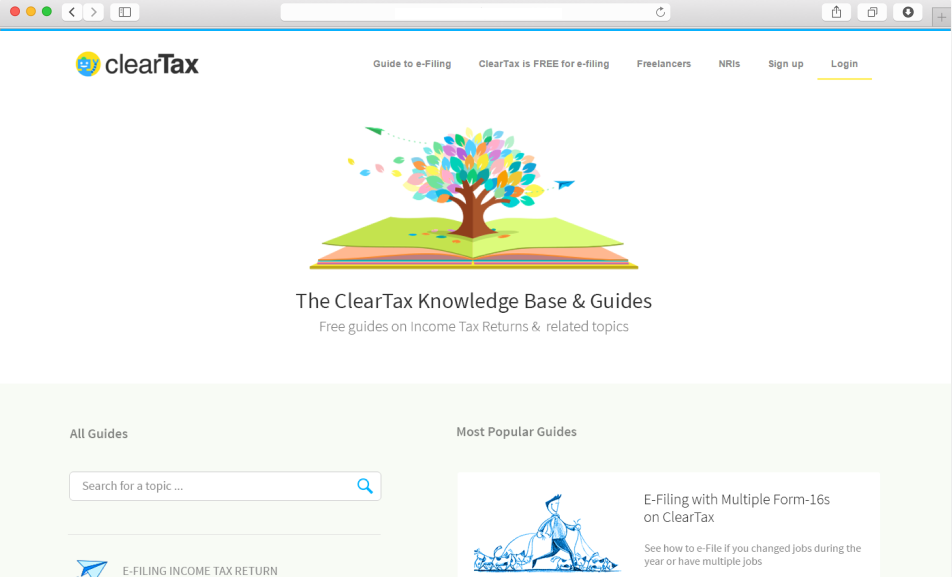 clearTax
Guide to e-Filing
ClearTax is FREE for e-filing
Freelancers
NRIs
Sign up
Login
The ClearTax Knowledge Base & Guides
Free guides on Income Tax Returns & related topics
All Guides
Search for a topic ...
E-FILING INCOME TAX RETURN
Most Popular Guides
E-Filing with Multiple Form-16s
on ClearTax
See how to e-File if you changed jobs during the
year or have multiple jobs